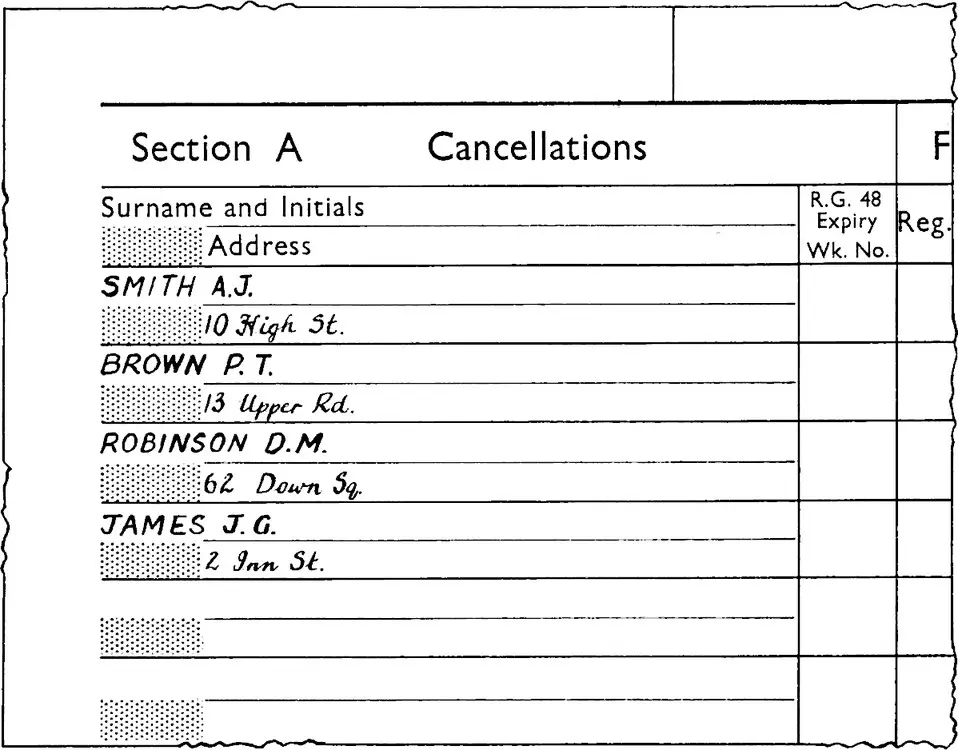 Section A Cancellations F
Surname and Initials
Address
R.G. 48
Expiry
Wk. No.
Reg.
SMITH A.J.
10 High St.
BROWN P.T.
13 Upper Rd.
ROBINSON D.M.
62 Down Sq.
JAMES J.G.
2 Inn St.